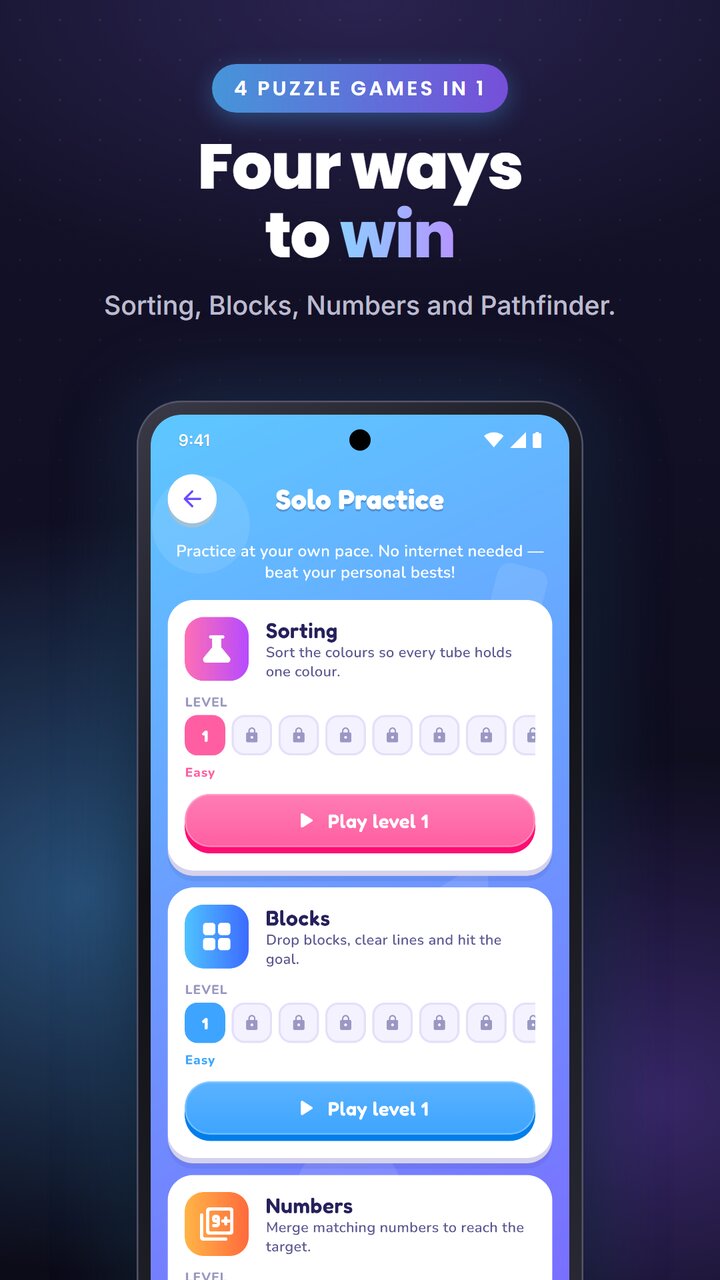 4 PUZZLE GAMES IN 1
Four ways
to win
Sorting, Blocks, Numbers and Pathfinder.
9:41
Solo Practice
Practice at your own pace. No internet needed —
beat your personal bests!
Sorting
Sort the colours so every tube holds
one colour.
LEVEL
1
Easy
Play level 1
Blocks
Drop blocks, clear lines and hit the
goal.
LEVEL
1
Easy
Play level 1
9+
Numbers
Merge matching numbers to reach the
target.
LEVEL